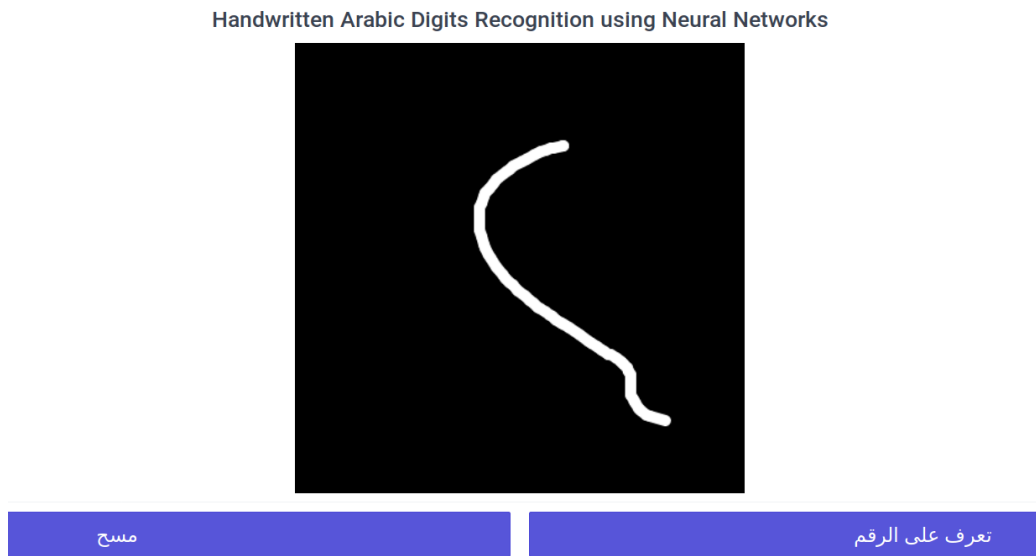 Handwritten Arabic Digits Recognition using Neural Networks
تعرف على الرقم
مسح